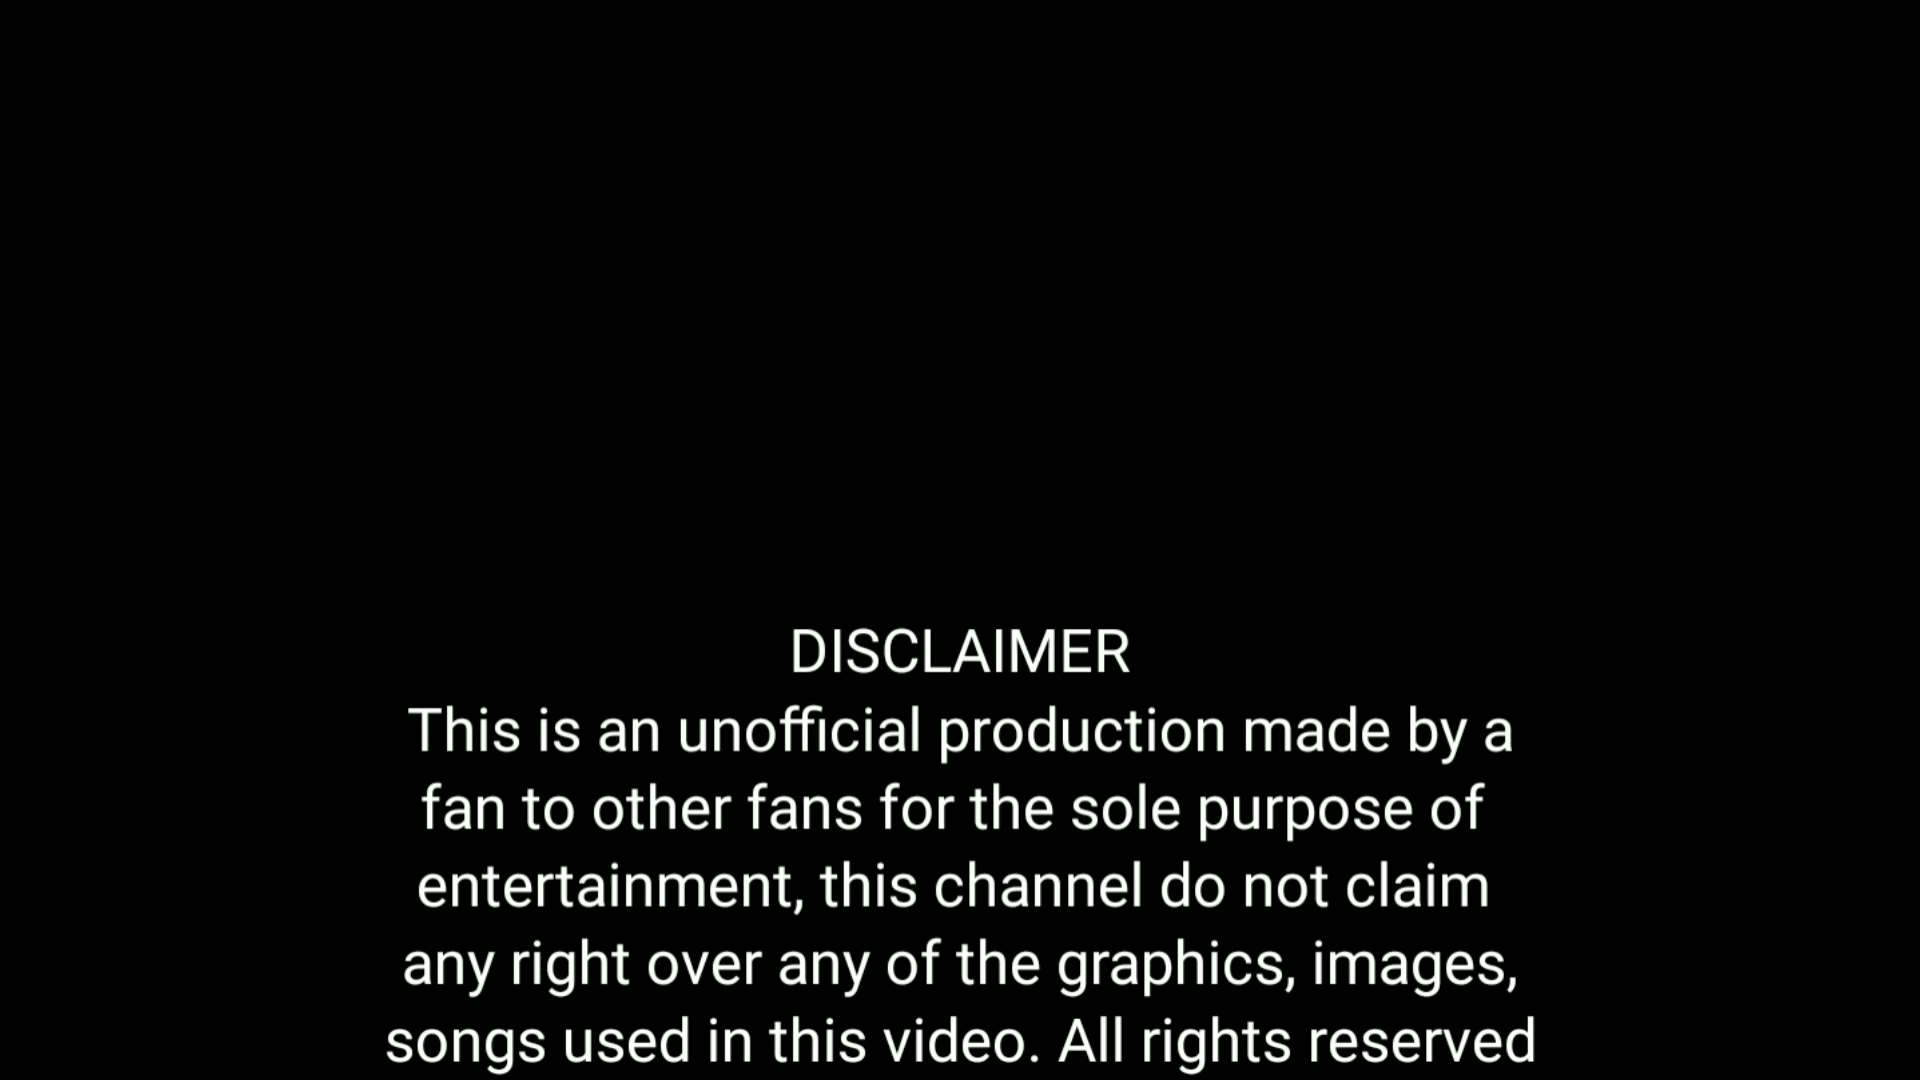 DISCLAIMER
This is an unofficial production made by a
fan to other fans for the sole purpose of
entertainment, this channel do not claim
any right over any of the graphics, images,
songs used in this video. All rights reserved